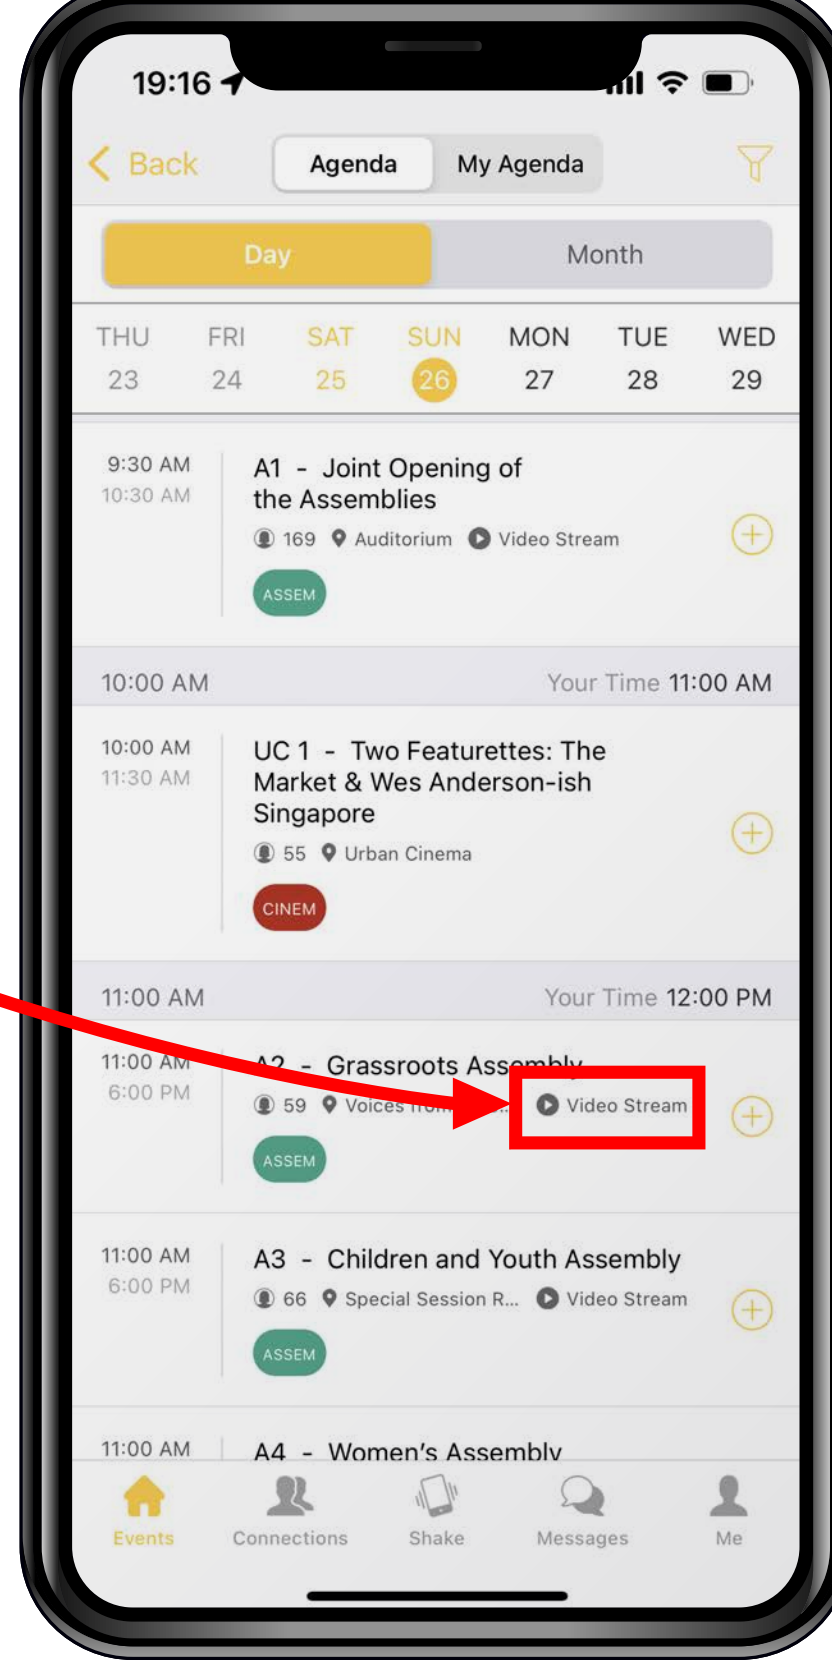 19:16
Back
Agenda
My Agenda
Day
Month
THU FRI SAT SUN MON TUE WED
23 24 25 26 27 28 29
9:30 AM
10:30 AM
A1 - Joint Opening of
the Assemblies
169 Auditorium Video Stream
ASSEM
10:00 AM
Your Time 11:00 AM
10:00 AM
11:30 AM
UC 1 - Two Featurettes: The
Market & Wes Anderson-ish
Singapore
55 Urban Cinema
CINEM
11:00 AM
Your Time 12:00 PM
11:00 AM
6:00 PM
A2 - Grassroots Assembly
59 Voices from Video Stream
ASSEM
11:00 AM
6:00 PM
A3 - Children and Youth Assembly
66 Special Session R... Video Stream
ASSEM
11:00 AM
A4 - Women's Assembly
Events
Connections
Shake
Messages
Me